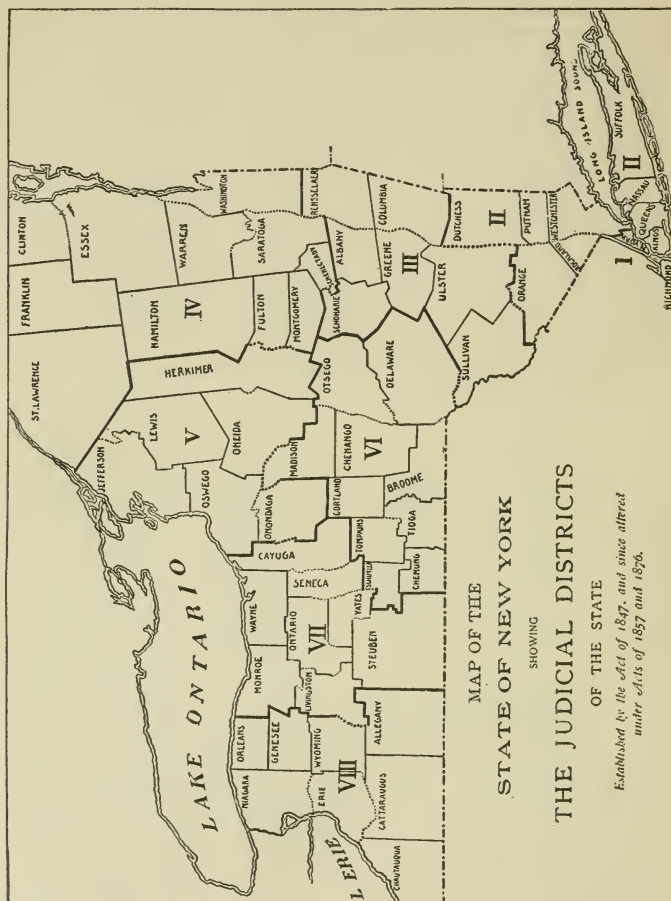 MAP OF THE
STATE OF NEW YORK
SHOWING
THE JUDICIAL DISTRICTS
OF THE STATE
Established by the Act of 1847, and since altered
under Acts of 1857 and 1876.
LAKE ONTARIO
L. ERIE
LONG ISLAND SOUND
ST. LAWRENCE
FRANKLIN
CLINTON
ESSEX
JEFFERSON
LEWIS
HERKIMER
HAMILTON
IV
WARREN
WASHINGTON
OSWEGO
V
ONEIDA
FULTON
MONTGOMERY
SARATOGA
SCHENECTADY
RENSSELAER
NIAGARA
ORLEANS
MONROE
WAYNE
CAYUGA
ONONDAGA
MADISON
OTSEGO
SCHOHARIE
ALBANY
ERIE
GENESEE
WYOMING
VIII
LIVINGSTON
ONTARIO
VII
SENECA
YATES
CORTLAND
CHENANGO
VI
DELAWARE
GREENE
COLUMBIA
III
CHAUTAUQUA
CATTARAUGUS
ALLEGANY
STEUBEN
SCHUYLER
TOMPKINS
CHEMUNG
TIOGA
BROOME
ULSTER
DUTCHESS
II
SULLIVAN
ORANGE
PUTNAM
ROCKLAND
WESTCHESTER
I
RICHMOND
KINGS
QUEENS
NASSAU
II
SUFFOLK